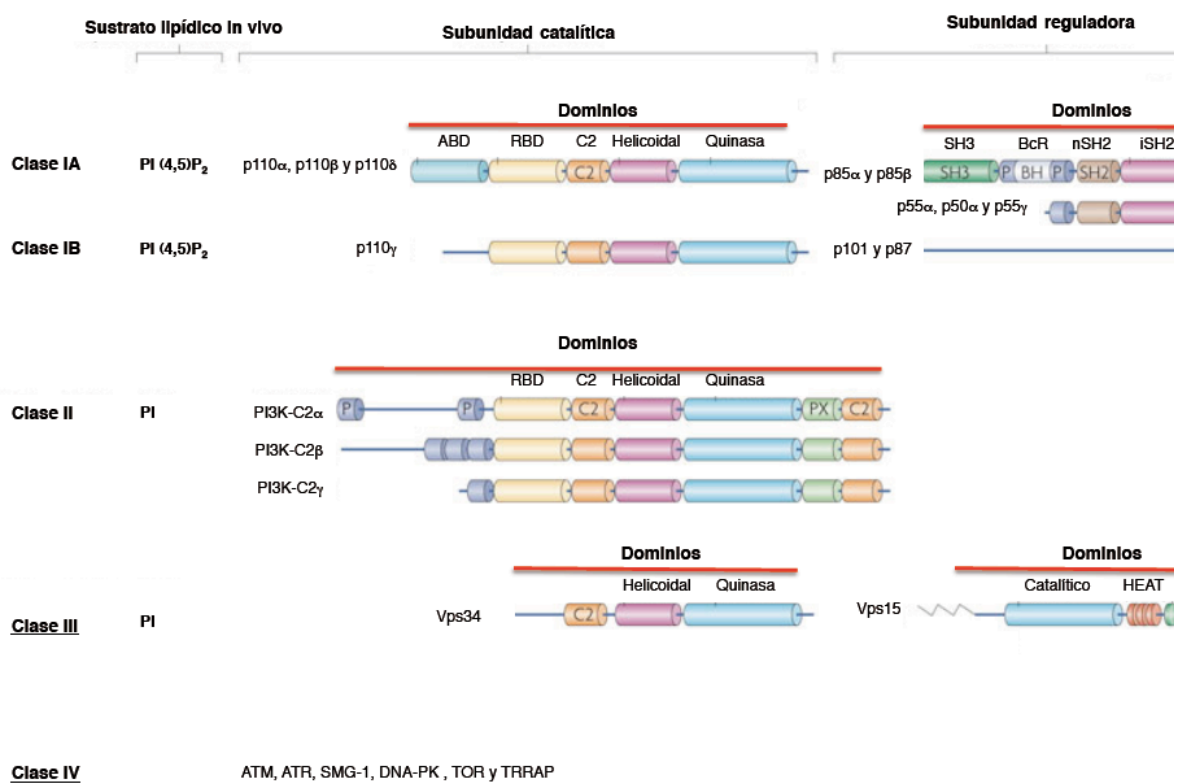 Sustrato lipídico in vivo
Subunidad catalítica
Subunidad reguladora
Dominios
Dominios
ABD RBD C2 Helicoidal Quinasa
SH3 BcR nSH2 iSH2
Clase IA PI (4,5)P₂ p110α, p110β y p110δ C2 p85α y p85β SH3 P BH P SH2
p55α, p50α y p55γ
Clase IB PI (4,5)P₂ p110γ p101 y p87
Dominios
RBD C2 Helicoidal Quinasa
Clase II PI PI3K-C2α P P C2 PX C2
PI3K-C2β
PI3K-C2γ
Dominios
Dominios
Helicoidal Quinasa
Catalítico HEAT
Clase III PI Vps34 C2 Vps15
Clase IV ATM, ATR, SMG-1, DNA-PK , TOR y TRRAP